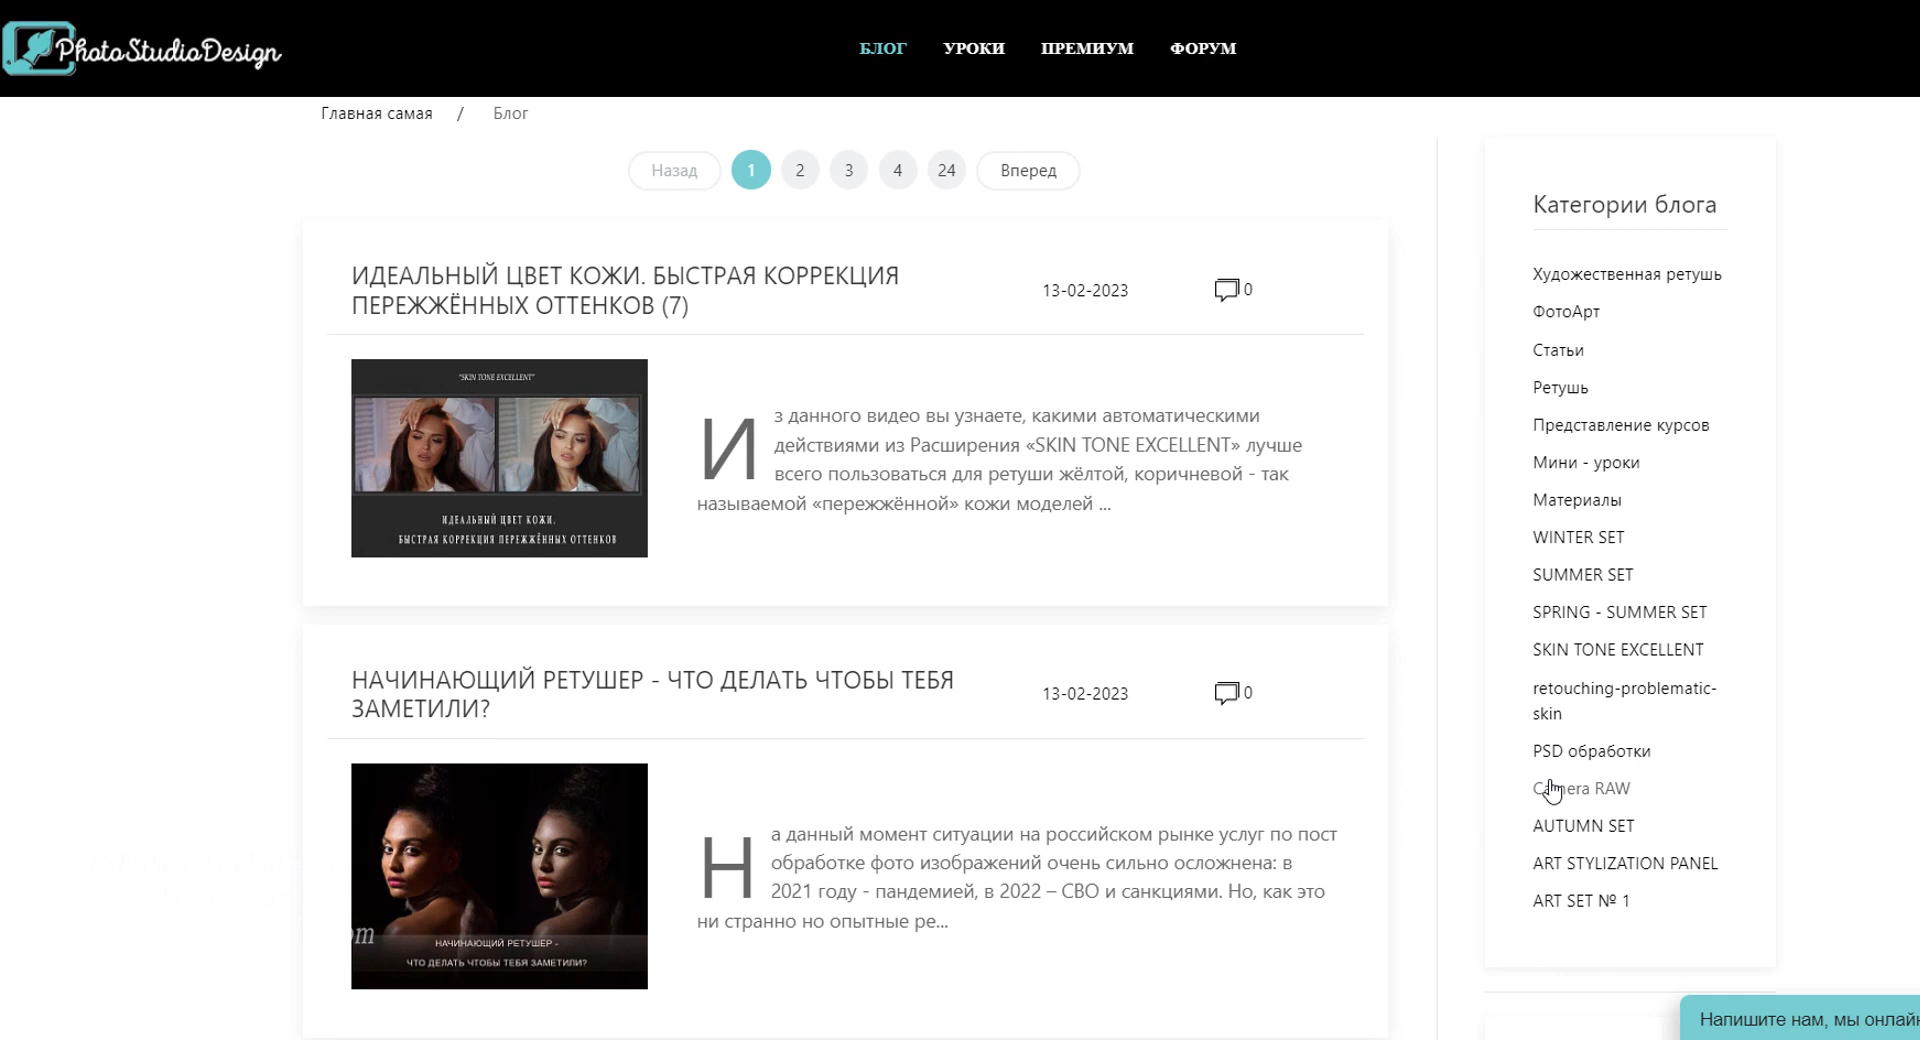 PhotoStudioDesign
БЛОГ УРОКИ ПРЕМИУМ ФОРУМ
Главная самая / Блог
Назад 1 2 3 4 24 Вперед
ИДЕАЛЬНЫЙ ЦВЕТ КОЖИ. БЫСТРАЯ КОРРЕКЦИЯ
ПЕРЕЖЖЁННЫХ ОТТЕНКОВ (7)
13-02-2023
0
"SKIN TONE EXCELLENT"
ИДЕАЛЬНЫЙ ЦВЕТ КОЖИ.
БЫСТРАЯ КОРРЕКЦИЯ ПЕРЕЖЖЁННЫХ ОТТЕНКОВ
Из данного видео вы узнаете, какими автоматическими
действиями из Расширения «SKIN TONE EXCELLENT» лучше
всего пользоваться для ретуши жёлтой, коричневой - так
называемой «пережжённой» кожи моделей ...
НАЧИНАЮЩИЙ РЕТУШЕР - ЧТО ДЕЛАТЬ ЧТОБЫ ТЕБЯ
ЗАМЕТИЛИ?
13-02-2023
0
om
НАЧИНАЮЩИЙ РЕТУШЕР -
ЧТО ДЕЛАТЬ ЧТОБЫ ТЕБЯ ЗАМЕТИЛИ?
На данный момент ситуации на российском рынке услуг по пост
обработке фото изображений очень сильно осложнена: в
2021 году - пандемией, в 2022 – СВО и санкциями. Но, как это
ни странно но опытные ре...
Категории блога
Художественная ретушь
ФотоАрт
Статьи
Ретушь
Представление курсов
Мини - уроки
Материалы
WINTER SET
SUMMER SET
SPRING - SUMMER SET
SKIN TONE EXCELLENT
retouching-problematic-
skin
PSD обработки
Camera RAW
AUTUMN SET
ART STYLIZATION PANEL
ART SET № 1
Напишите нам, мы онлайн